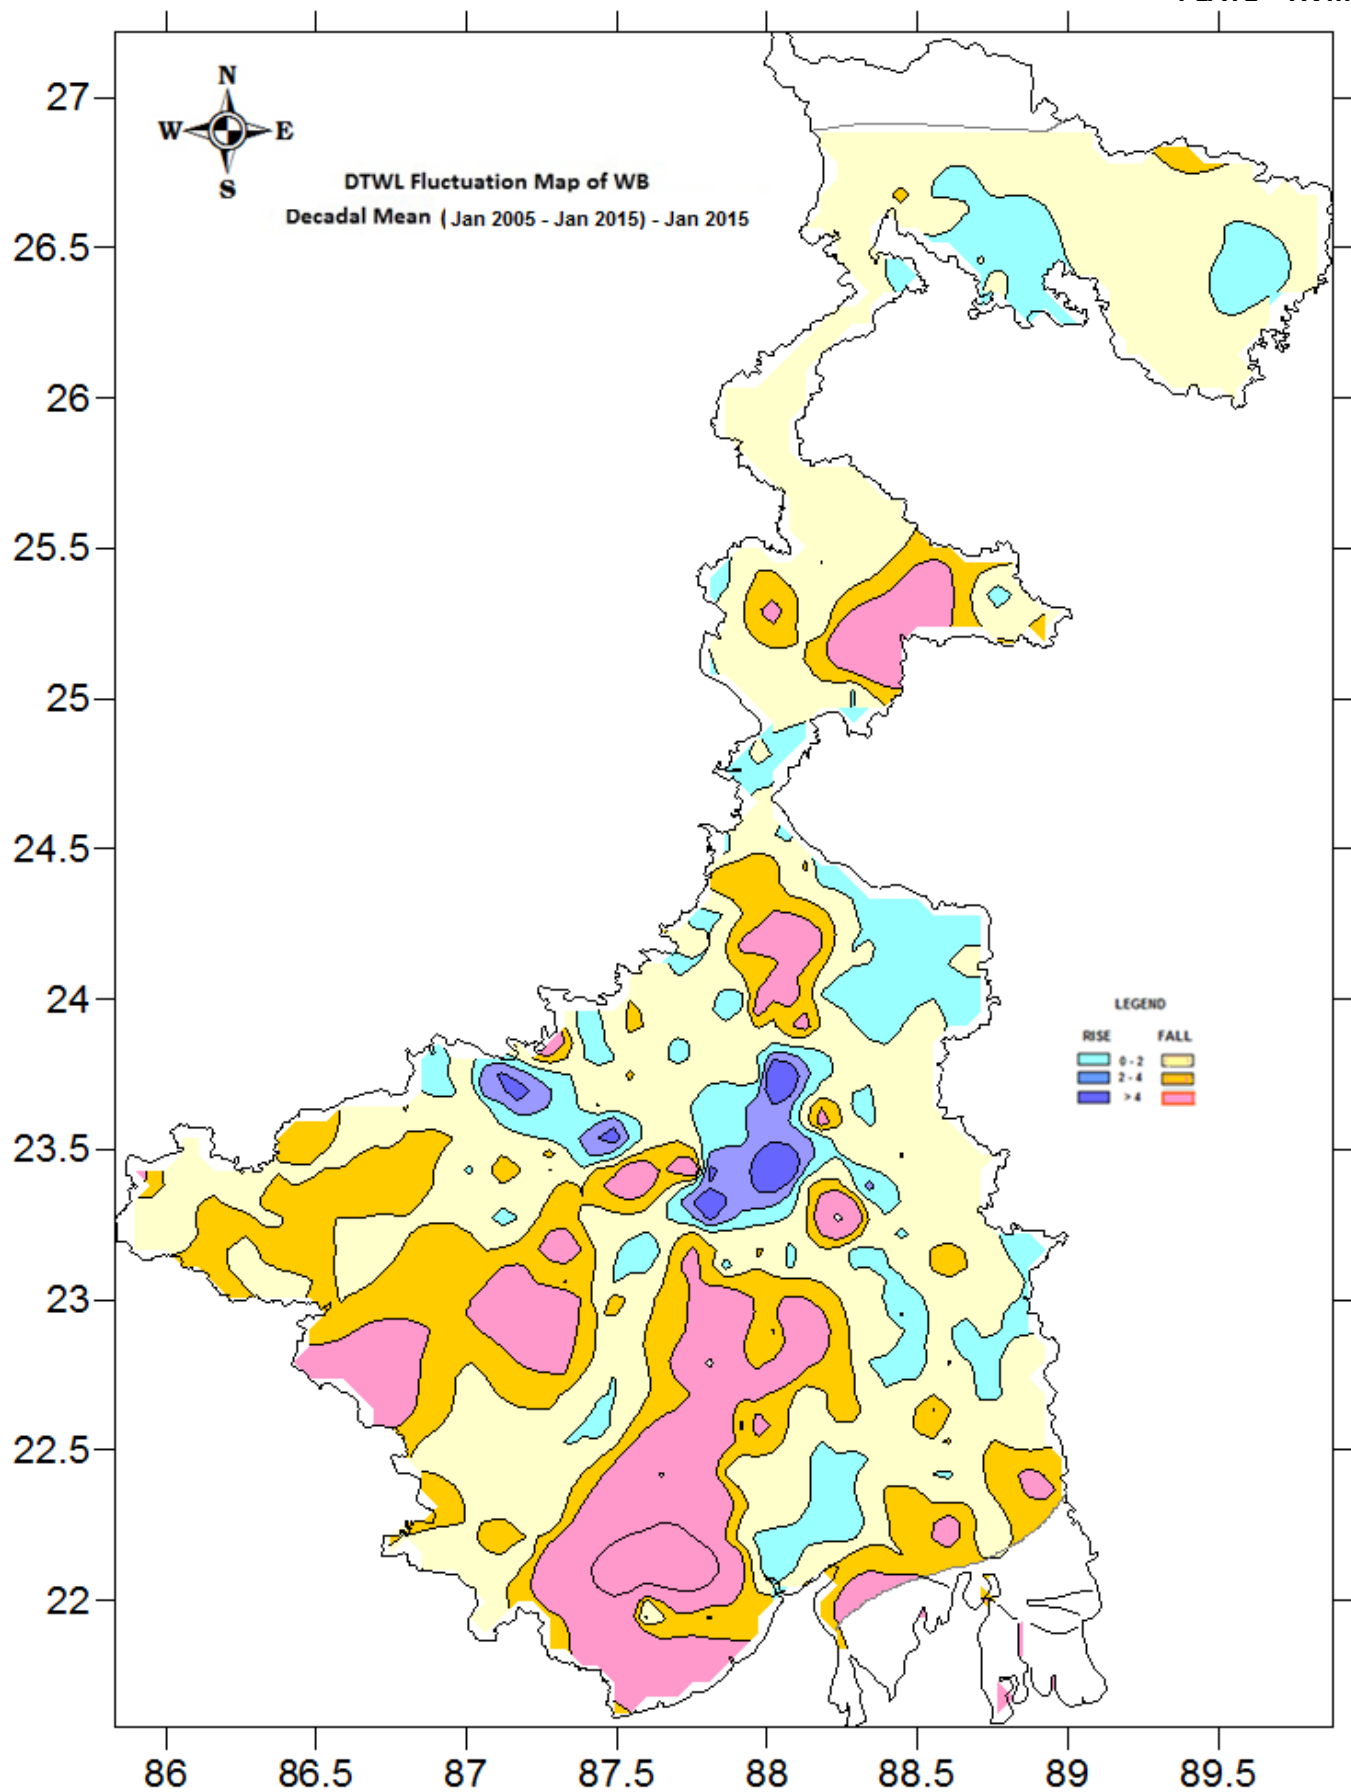 N
W E
S
DTWL Fluctuation Map of WB
Decadal Mean ( Jan 2005 - Jan 2015) - Jan 2015
27
26.5
26
25.5
25
24.5
24
23.5
23
22.5
22
LEGEND
RISE FALL
0 - 2
2 - 4
> 4
86 86.5 87 87.5 88 88.5 89 89.5